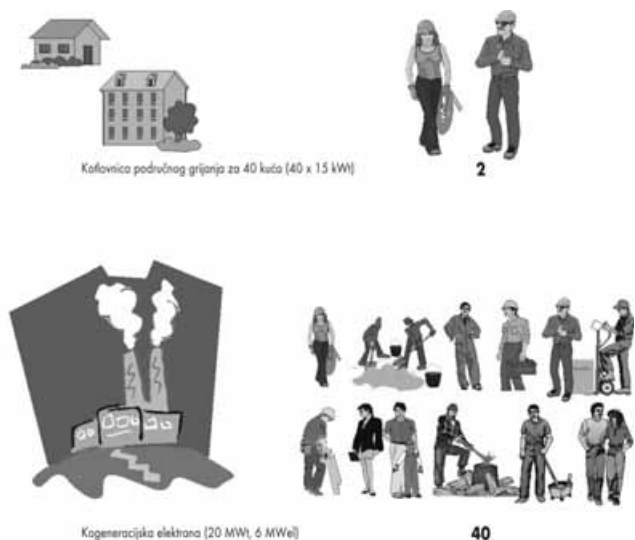 Kotlovnica područnog grijanja za 40 kuća (40 x 15 kWt)
2
Kogeneracijska elektrana (20 MWt, 6 MWel)
40